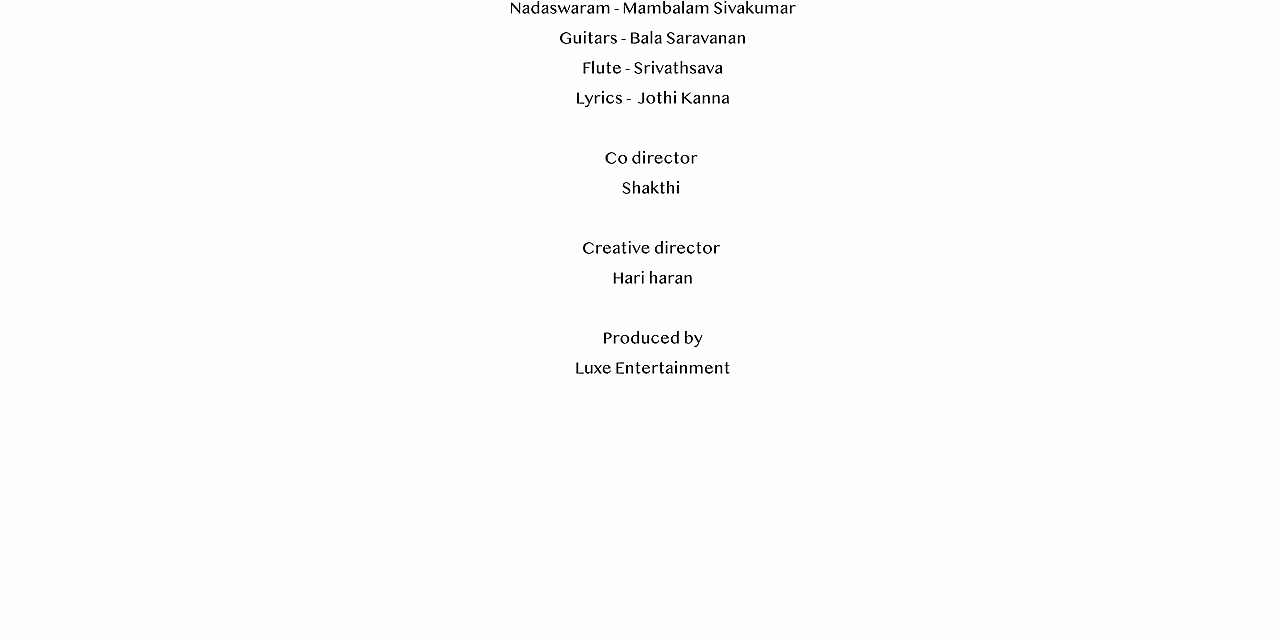 Nadaswaram - Mambalam Sivakumar
Guitars - Bala Saravanan
Flute - Srivathsava
Lyrics - Jothi Kanna
Co director
Shakthi
Creative director
Hari haran
Produced by
Luxe Entertainment